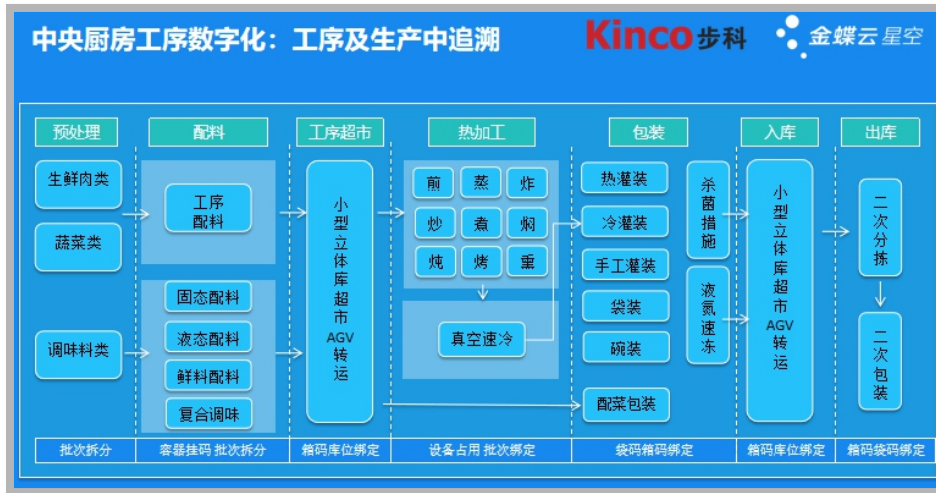 中央厨房工序数字化：工序及生产中追溯
Kinco步科
金蝶云星空
预处理
配料
工序超市
热加工
包装
入库
出库
生鲜肉类
蔬菜类
调味料类
工序
配料
固态配料
液态配料
鲜料配料
复合调味
小型立体库超市AGV转运
煎
蒸
炸
炒
煮
焖
炖
烤
熏
真空速冷
热灌装
冷灌装
手工灌装
袋装
碗装
配菜包装
杀菌措施
液氮速冻
小型立体库超市AGV转运
二次分拣
二次包装
批次拆分
容器挂码 批次拆分
箱码库位绑定
设备占用 批次绑定
袋码箱码绑定
箱码库位绑定
箱码袋码绑定